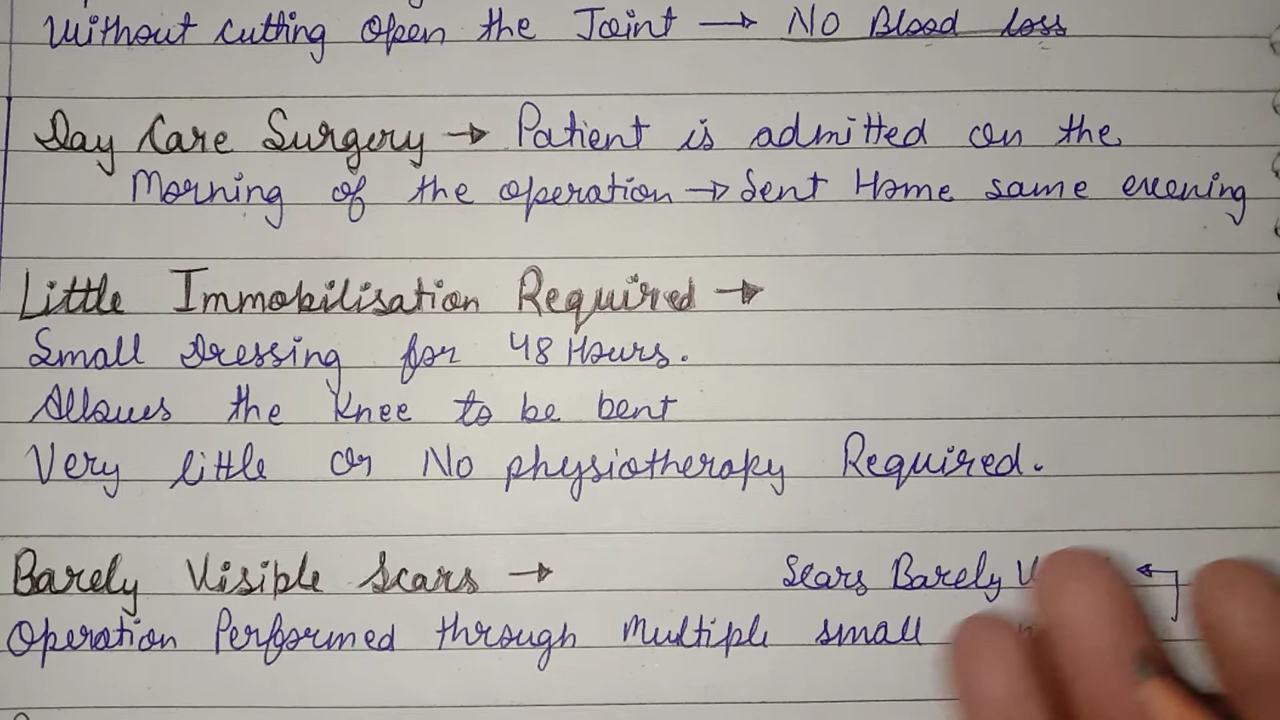 Without cutting open the Joint → No Blood loss
Day Care Surgery → Patient is admitted on the
Morning of the operation → Sent Home same evening
Little Immobilisation Required →
Small Dressing for 48 Hours.
Allows the Knee to be bent
Very little or No physiotherapy Required.
Barely Visible Scars → Scars Barely
Operation Performed through Multiple small